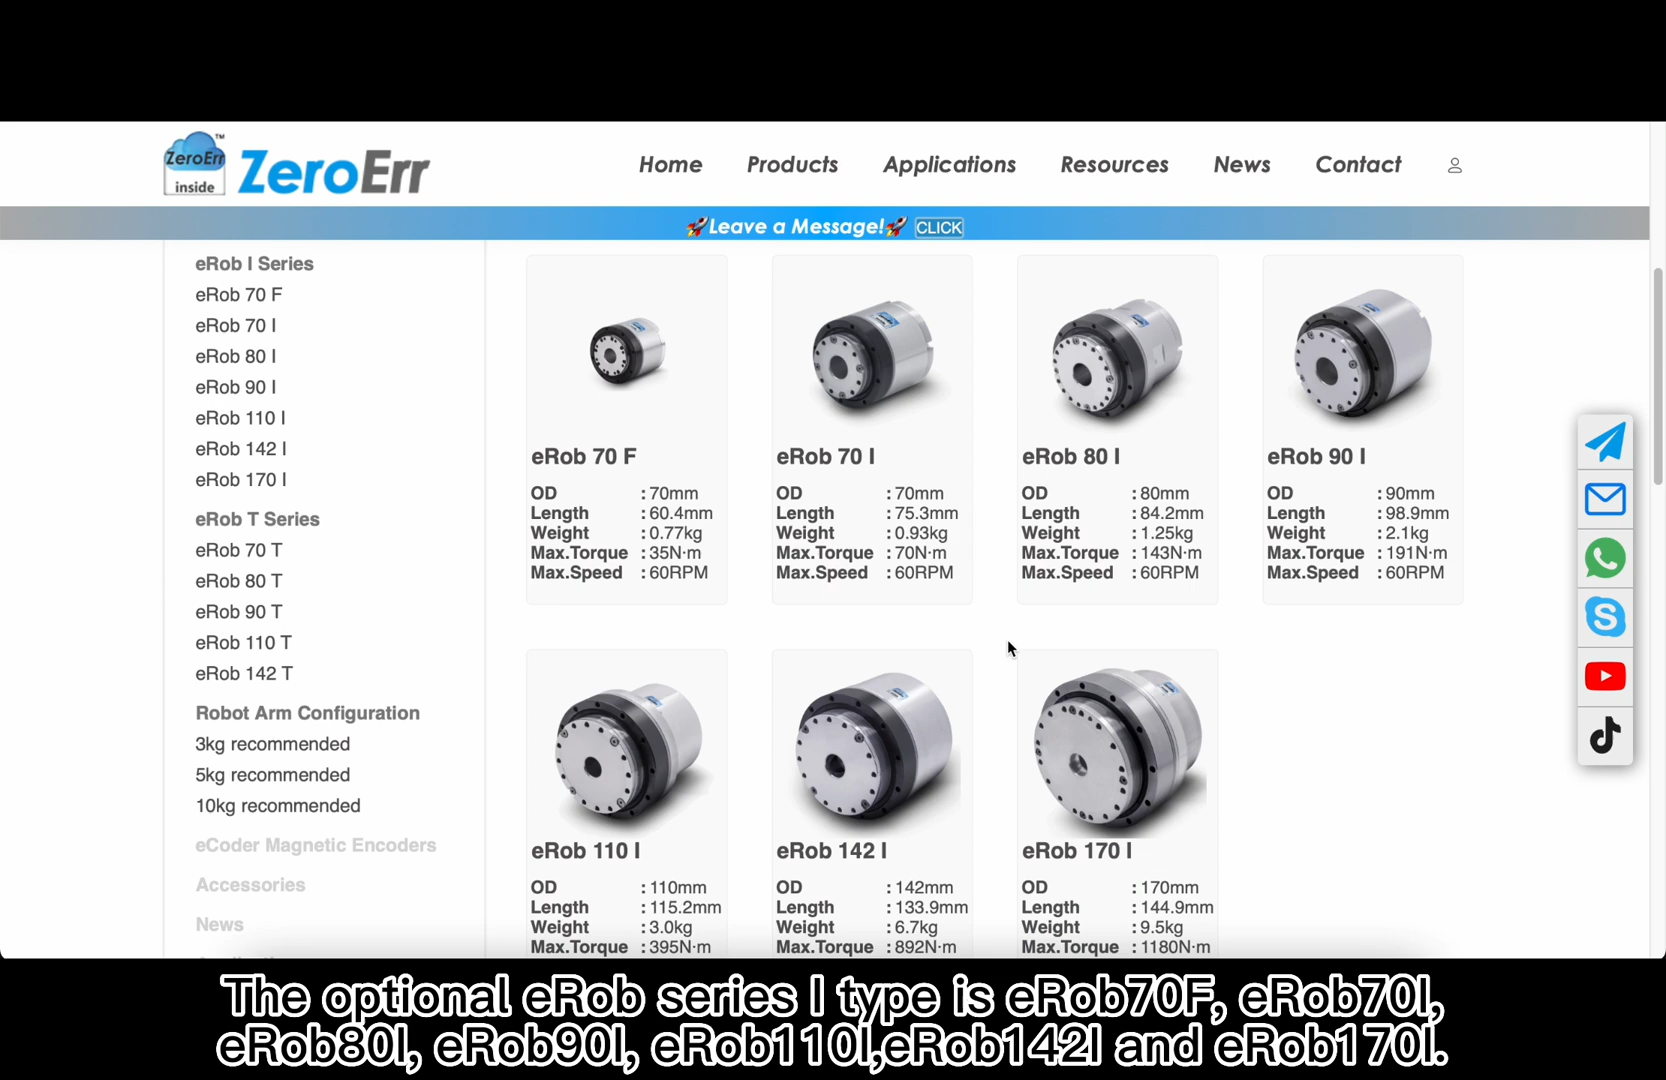 ZeroErr
inside
TM
ZeroErr
Home Products Applications Resources News Contact
🚀Leave a Message!🚀 CLICK
eRob I Series
eRob 70 F
eRob 70 I
eRob 80 I
eRob 90 I
eRob 110 I
eRob 142 I
eRob 170 I
eRob T Series
eRob 70 T
eRob 80 T
eRob 90 T
eRob 110 T
eRob 142 T
Robot Arm Configuration
3kg recommended
5kg recommended
10kg recommended
eCoder Magnetic Encoders
Accessories
News
eRob 70 F
OD : 70mm
Length : 60.4mm
Weight : 0.77kg
Max.Torque : 35N·m
Max.Speed : 60RPM
eRob 70 I
OD : 70mm
Length : 75.3mm
Weight : 0.93kg
Max.Torque : 70N·m
Max.Speed : 60RPM
eRob 80 I
OD : 80mm
Length : 84.2mm
Weight : 1.25kg
Max.Torque : 143N·m
Max.Speed : 60RPM
eRob 90 I
OD : 90mm
Length : 98.9mm
Weight : 2.1kg
Max.Torque : 191N·m
Max.Speed : 60RPM
eRob 110 I
OD : 110mm
Length : 115.2mm
Weight : 3.0kg
Max.Torque : 395N·m
eRob 142 I
OD : 142mm
Length : 133.9mm
Weight : 6.7kg
Max.Torque : 892N·m
eRob 170 I
OD : 170mm
Length : 144.9mm
Weight : 9.5kg
Max.Torque : 1180N·m
The optional eRob series I type is eRob70F, eRob70I,
eRob80I, eRob90I, eRob110I,eRob142I and eRob170I.